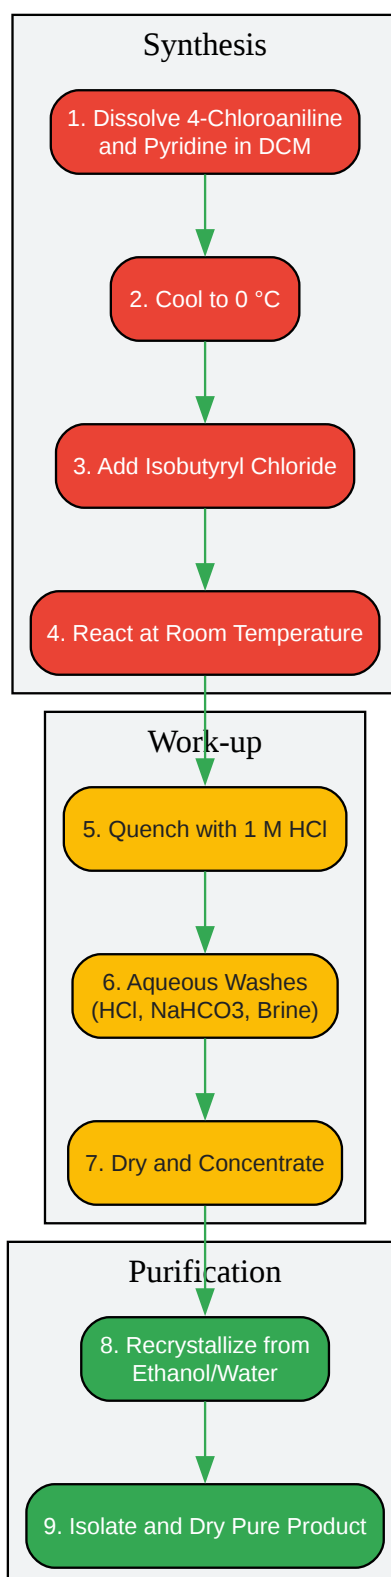 Synthesis
1. Dissolve 4-Chloroaniline
and Pyridine in DCM
2. Cool to 0 °C
3. Add Isobutyryl Chloride
4. React at Room Temperature
Work-up
5. Quench with 1 M HCl
6. Aqueous Washes
(HCl, NaHCO3, Brine)
7. Dry and Concentrate
Purification
8. Recrystallize from
Ethanol/Water
9. Isolate and Dry Pure Product